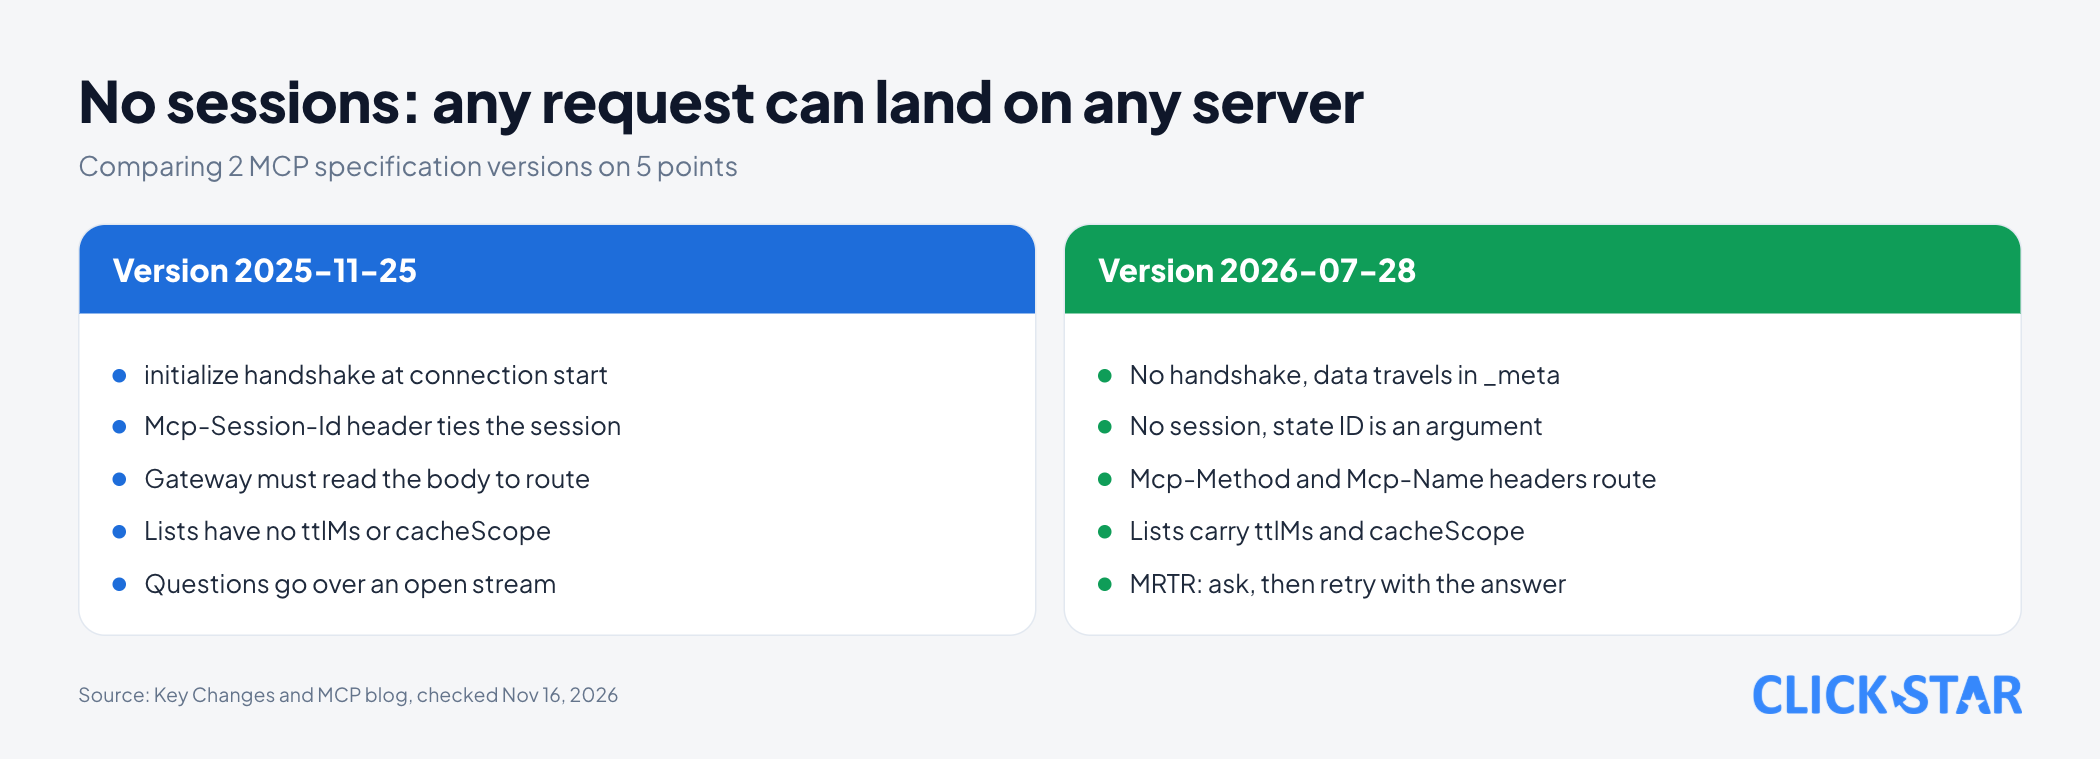 No sessions: any request can land on any server
Comparing 2 MCP specification versions on 5 points
Version 2025-11-25
initialize handshake at connection start
Mcp-Session-Id header ties the session
Gateway must read the body to route
Lists have no ttlMs or cacheScope
Questions go over an open stream
Version 2026-07-28
No handshake, data travels in _meta
No session, state ID is an argument
Mcp-Method and Mcp-Name headers route
Lists carry ttlMs and cacheScope
MRTR: ask, then retry with the answer
Source: Key Changes and MCP blog, checked Nov 16, 2026
CLICKSTAR